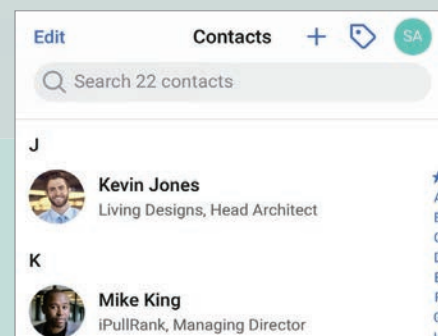 Edit Contacts + SA
Search 22 contacts
J
Kevin Jones
Living Designs, Head Architect
K
Mike King
iPullRank, Managing Director